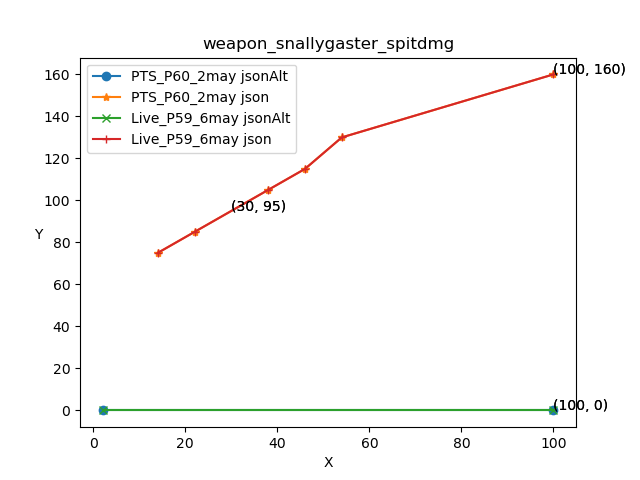 weapon_snallygaster_spitdmg
PTS_P60_2may jsonAlt
PTS_P60_2may json
Live_P59_6may jsonAlt
Live_P59_6may json
(100, 160)
(30, 95)
(100, 0)
160
140
120
100
80
60
40
20
0
Y
0 20 40 60 80 100
X